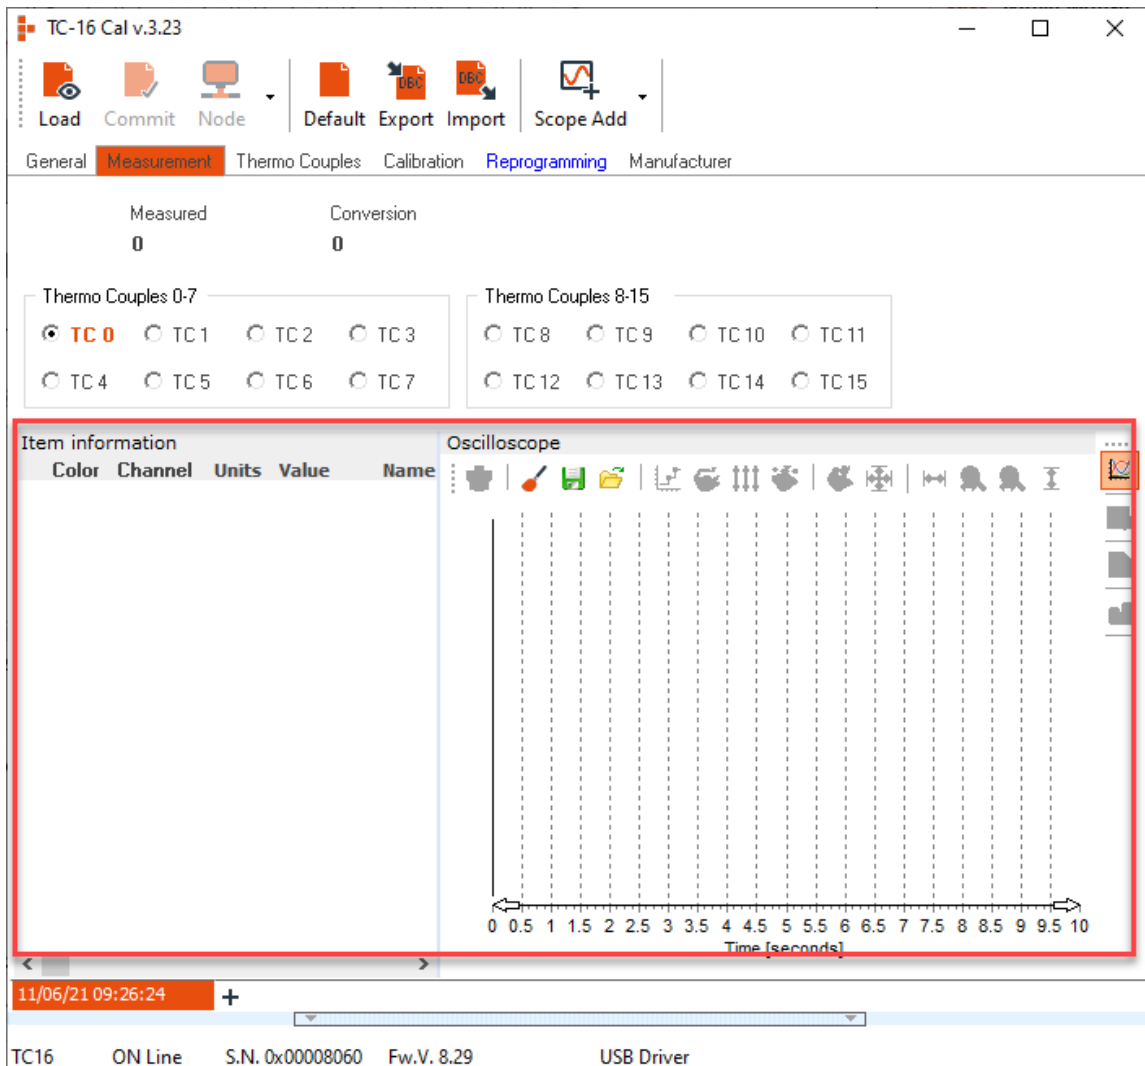 TC-16 Cal v.3.23
DBC DBC
Load Commit Node Default Export Import Scope Add
General Measurement Thermo Couples Calibration Reprogramming Manufacturer
Measured Conversion
0 0
Thermo Couples 0-7 Thermo Couples 8-15
TC 0 TC 1 TC 2 TC 3 TC 8 TC 9 TC 10 TC 11
TC 4 TC 5 TC 6 TC 7 TC 12 TC 13 TC 14 TC 15
Item information Oscilloscope
Color Channel Units Value Name
0 0.5 1 1.5 2 2.5 3 3.5 4 4.5 5 5.5 6 6.5 7 7.5 8 8.5 9 9.5 10
Time [seconds]
11/06/21 09:26:24 +
TC16 ON Line S.N. 0x00008060 Fw.V. 8.29 USB Driver